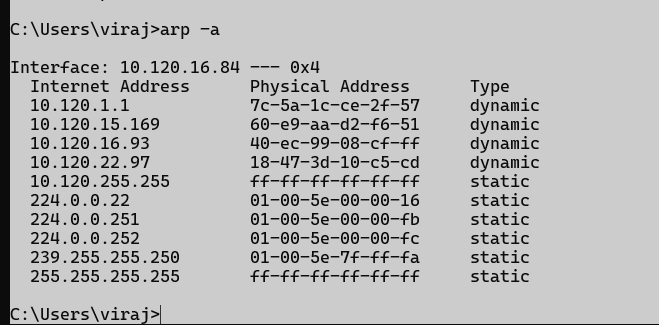 C:\Users\viraj>arp -a
Interface: 10.120.16.84 --- 0x4
Internet Address Physical Address Type
10.120.1.1 7c-5a-1c-ce-2f-57 dynamic
10.120.15.169 60-e9-aa-d2-f6-51 dynamic
10.120.16.93 40-ec-99-08-cf-ff dynamic
10.120.22.97 18-47-3d-10-c5-cd dynamic
10.120.255.255 ff-ff-ff-ff-ff-ff static
224.0.0.22 01-00-5e-00-00-16 static
224.0.0.251 01-00-5e-00-00-fb static
224.0.0.252 01-00-5e-00-00-fc static
239.255.255.250 01-00-5e-7f-ff-fa static
255.255.255.255 ff-ff-ff-ff-ff-ff static
C:\Users\viraj>